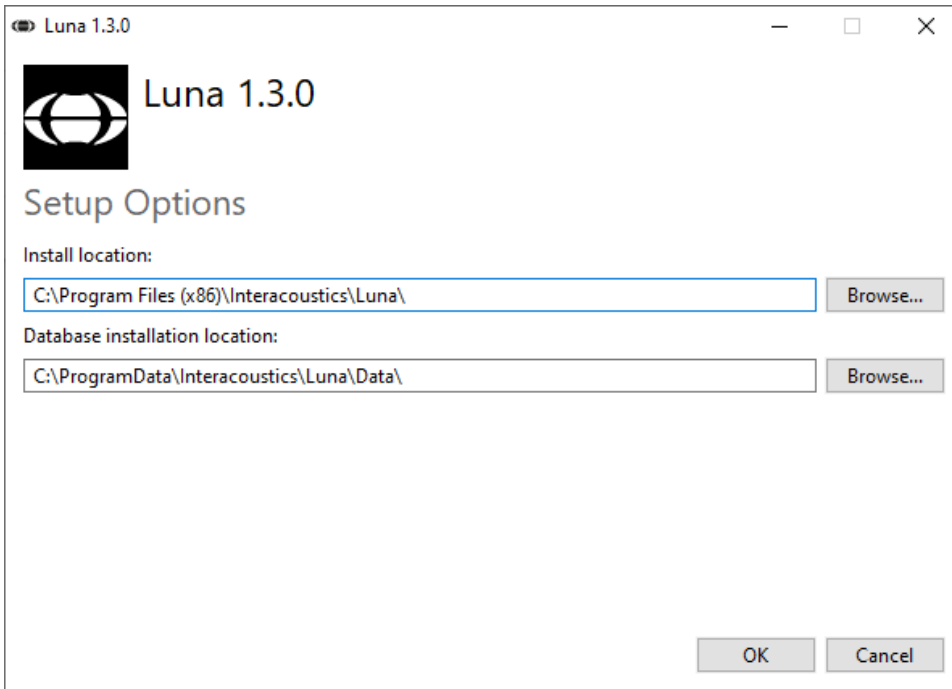 Luna 1.3.0
Luna 1.3.0
Setup Options
Install location:
C:\Program Files (x86)\Interacoustics\Luna\
Browse...
Database installation location:
C:\ProgramData\Interacoustics\Luna\Data\
Browse...
OK
Cancel